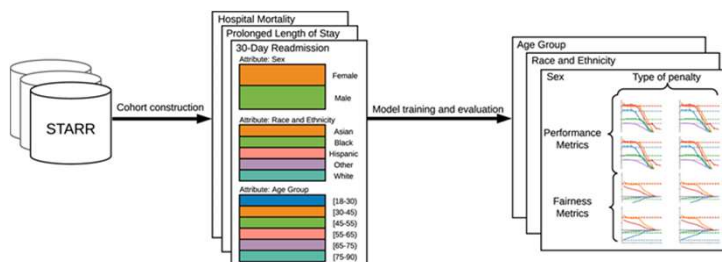 STARR
Cohort construction
Hospital Mortality
Prolonged Length of Stay
30-Day Readmission
Attribute: Sex
Female
Male
Attribute: Race and Ethnicity
Asian
Black
Hispanic
Other
White
Attribute: Age Group
[18-30)
[30-45)
[45-55)
[55-65)
[65-75)
[75-90)
Model training and evaluation
Age Group
Race and Ethnicity
Sex
Type of penalty
Performance
Metrics
Fairness
Metrics